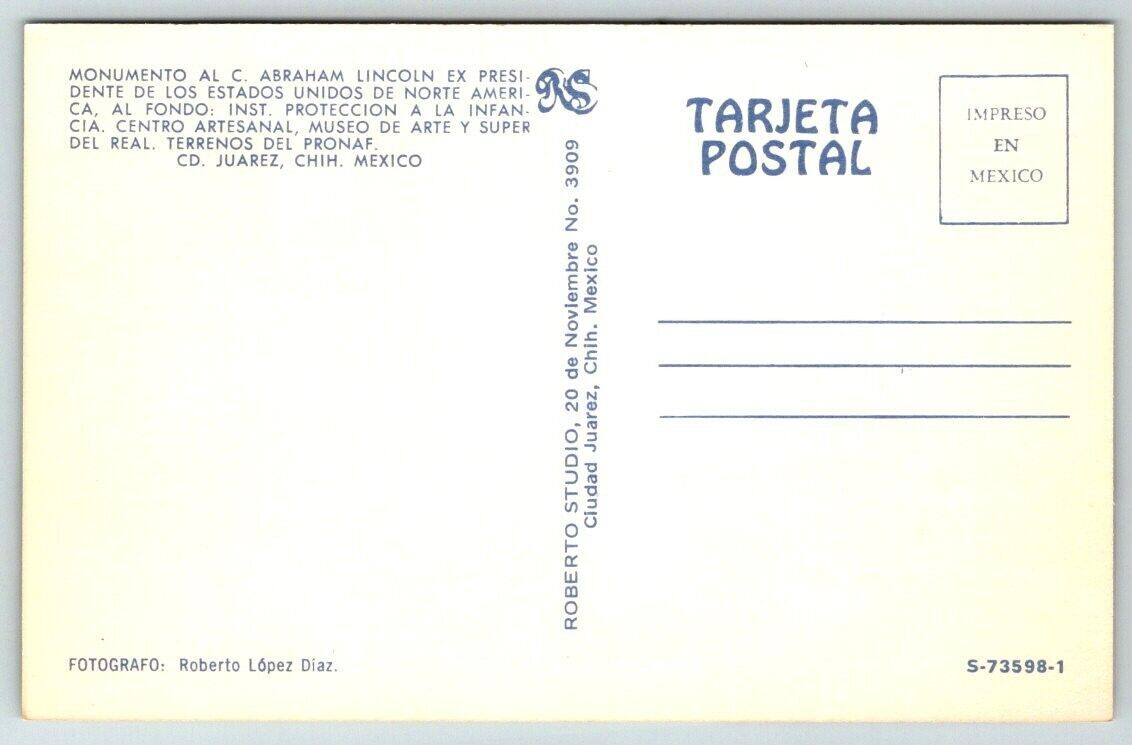 MONUMENTO AL C. ABRAHAM LINCOLN EX PRESI-
DENTE DE LOS ESTADOS UNIDOS DE NORTE AMERI-
CA, AL FONDO: INST. PROTECCION A LA INFAN-
CIA. CENTRO ARTESANAL, MUSEO DE ARTE Y SUPER
DEL REAL. TERRENOS DEL PRONAF.
CD. JUAREZ, CHIH. MEXICO
RS
ROBERTO STUDIO, 20 de Noviembre No. 3909
Ciudad Juarez, Chih. Mexico
TARJETA
POSTAL
IMPRESO
EN
MEXICO
FOTOGRAFO: Roberto López Díaz.
S-73598-1